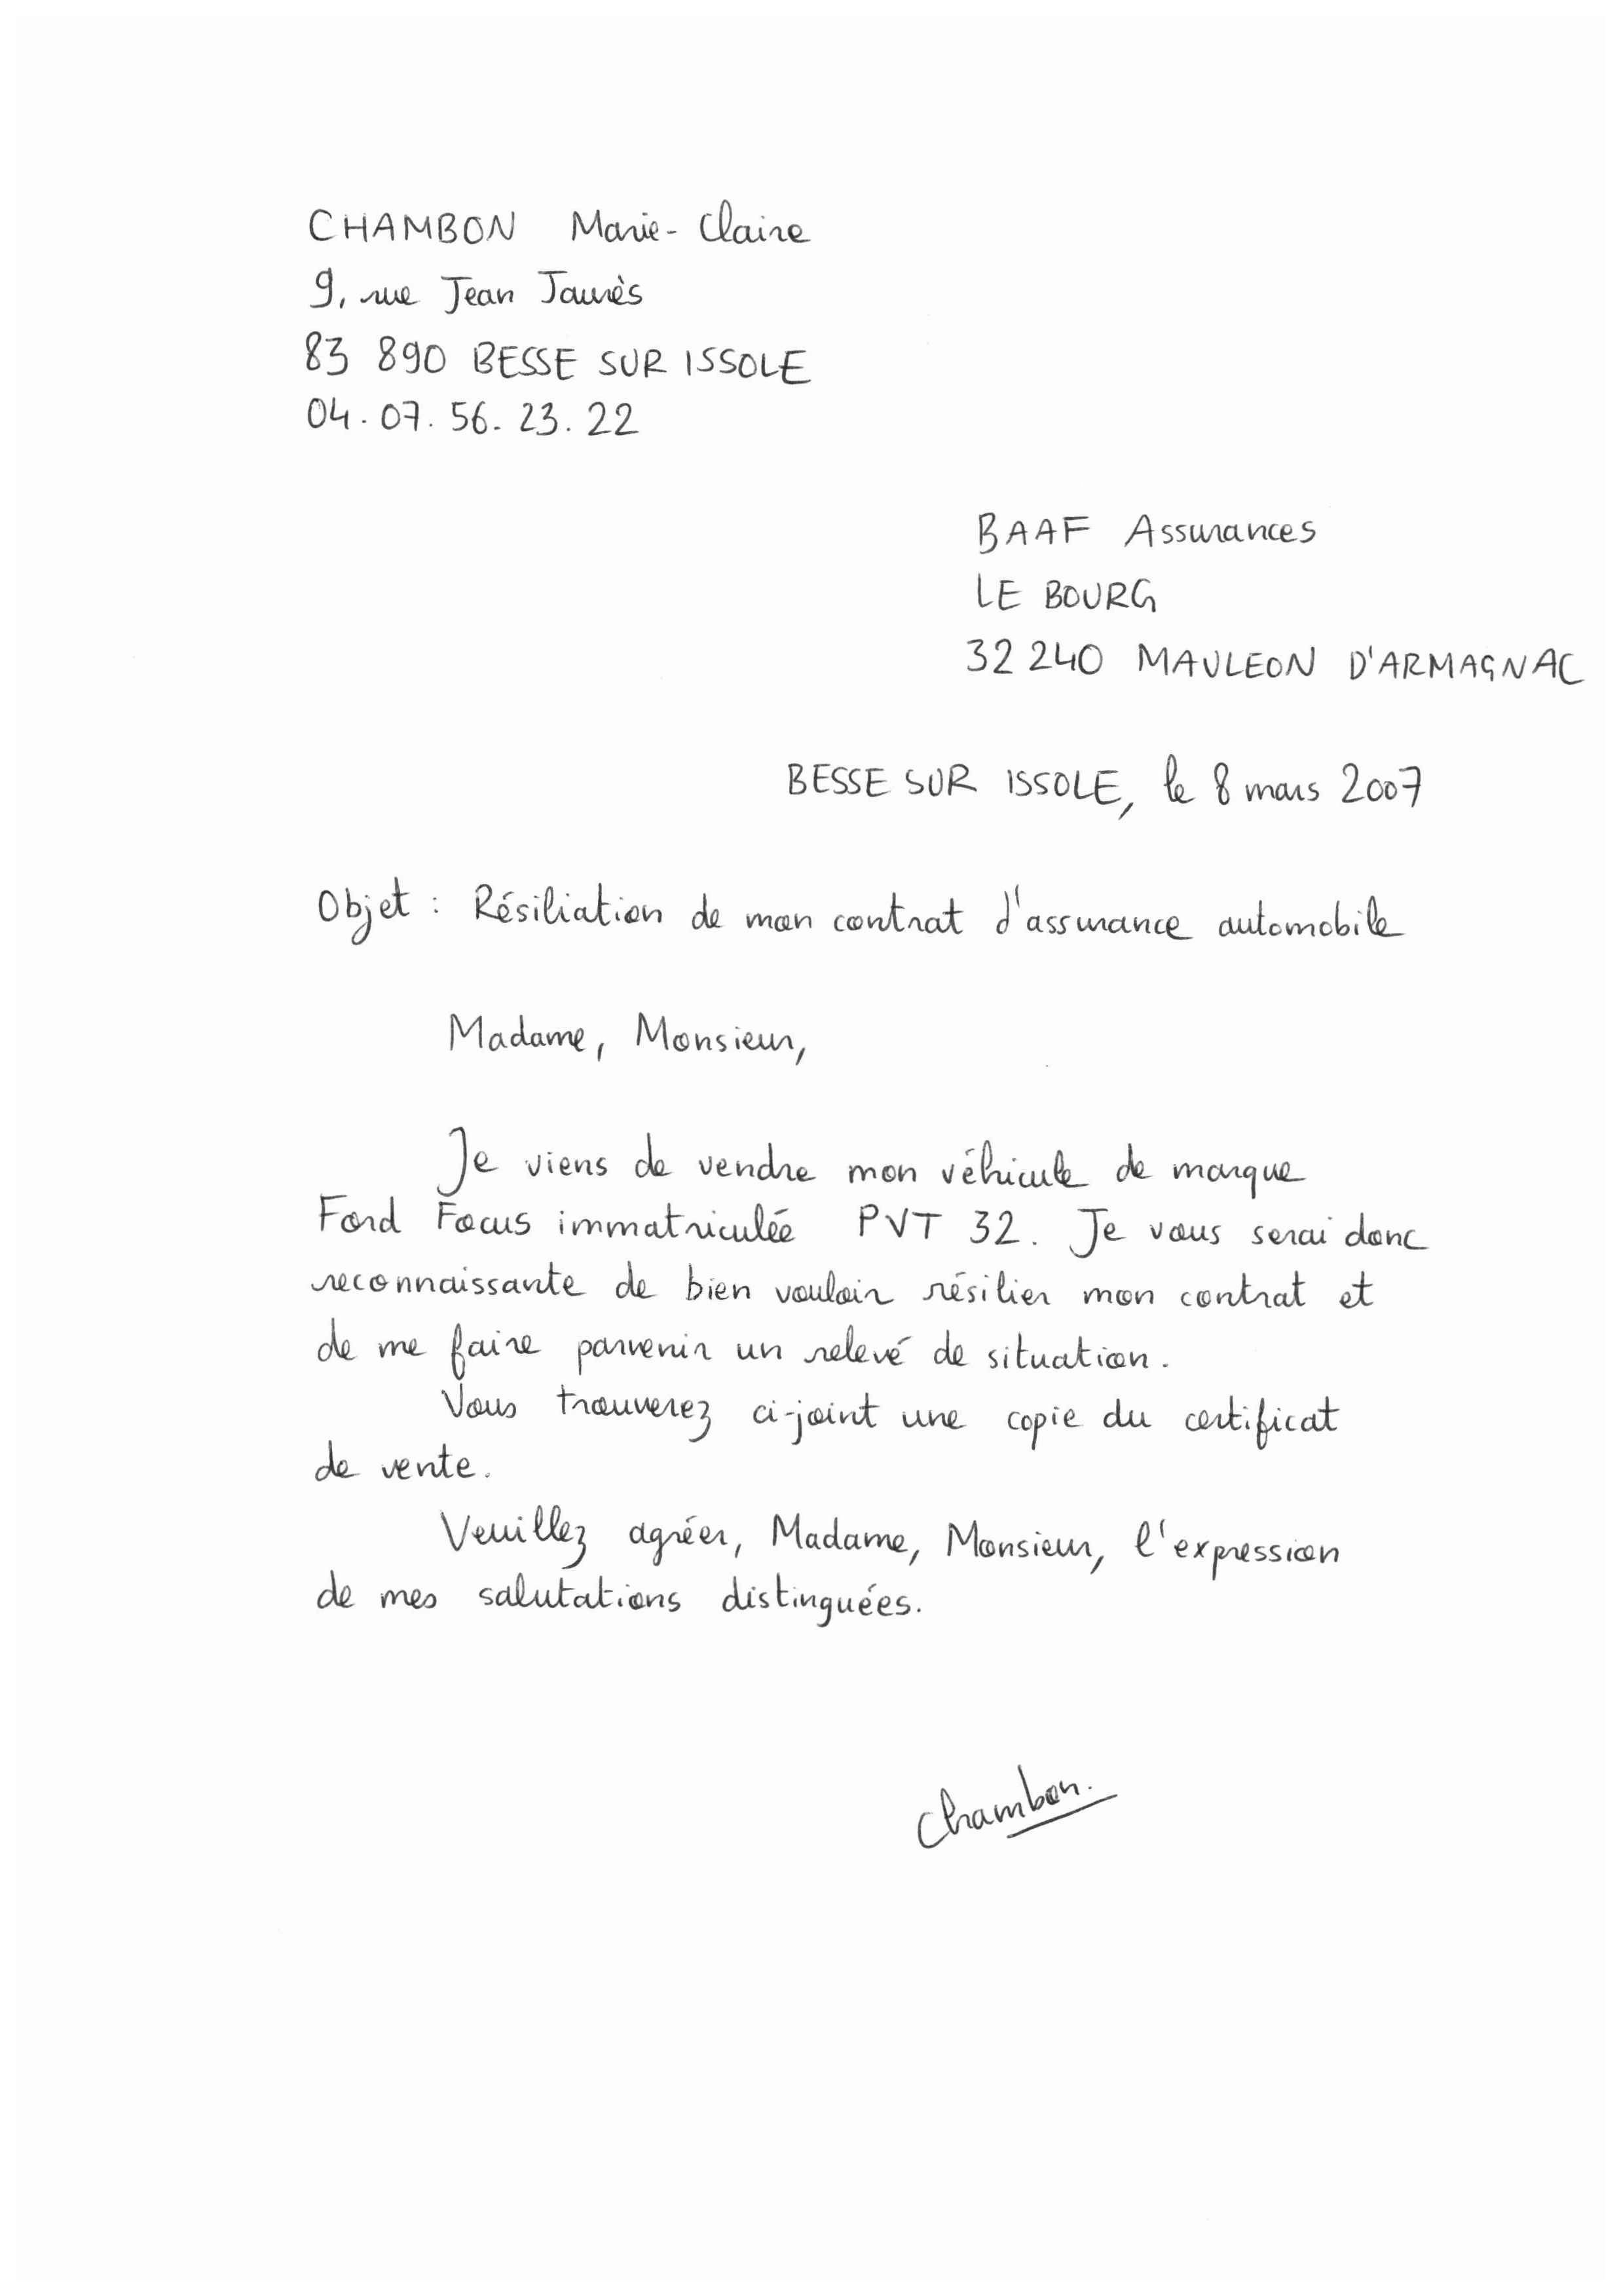 CHAMBON Marie-Claire
9, rue Jean Jaurès
83 890 BESSE SUR ISSOLE
04.07.56.23.22
BAAF Assurances
LE BOURG
32 240 MAULEON D'ARMAGNAC
BESSE SUR ISSOLE, le 8 mars 2007
Objet : Résiliation de mon contrat d'assurance automobile
Madame, Monsieur,
Je viens de vendre mon véhicule de marque
Ford Focus immatriculée PVT 32. Je vous serai donc
reconnaissante de bien vouloir résilier mon contrat et
de me faire parvenir un relevé de situation.
Vous trouverez ci-joint une copie du certificat
de vente.
Veuillez agréer, Madame, Monsieur, l'expression
de mes salutations distinguées.
Chambon.